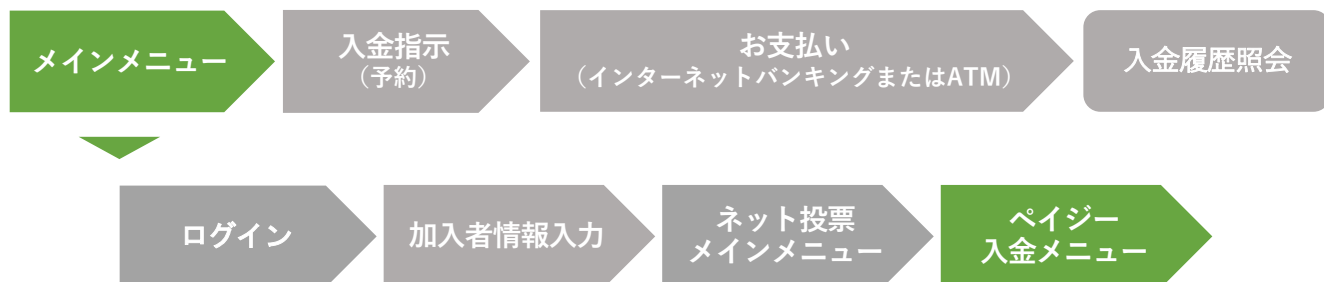 メインメニュー
入金指示
（予約）
お支払い
（インターネットバンキングまたはATM）
入金履歴照会
ログイン
加入者情報入力
ネット投票
メインメニュー
ペイジー
入金メニュー